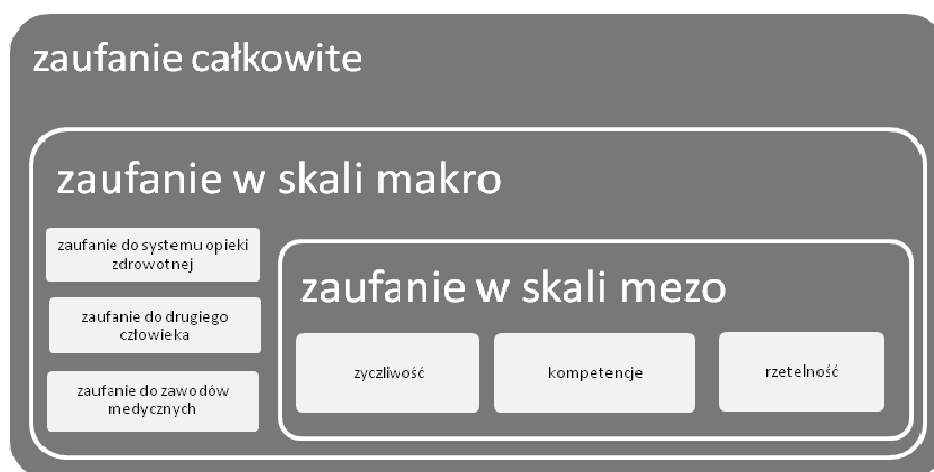 zaufanie całkowite
zaufanie w skali makro
zaufanie do systemu opieki
zdrowotnej
zaufanie do drugiego
człowieka
zaufanie do zawodów
medycznych
zaufanie w skali mezo
zyczliwość
kompetencje
rzetelność